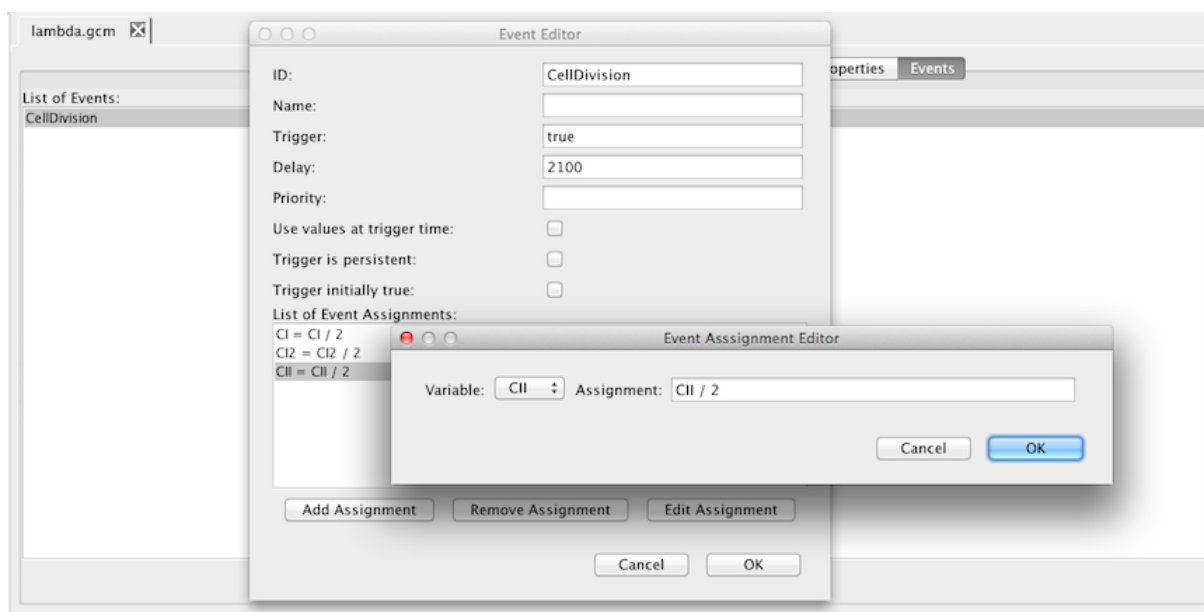 lambda.gcm
Event Editor
operties Events
List of Events:
CellDivision
ID: CellDivision
Name:
Trigger: true
Delay: 2100
Priority:
Use values at trigger time:
Trigger is persistent:
Trigger initially true:
List of Event Assignments:
CI = CI / 2
CI2 = CI2 / 2
CII = CII / 2
Event Asssignment Editor
Variable: CII Assignment: CII / 2
Cancel OK
Add Assignment Remove Assignment Edit Assignment
Cancel OK